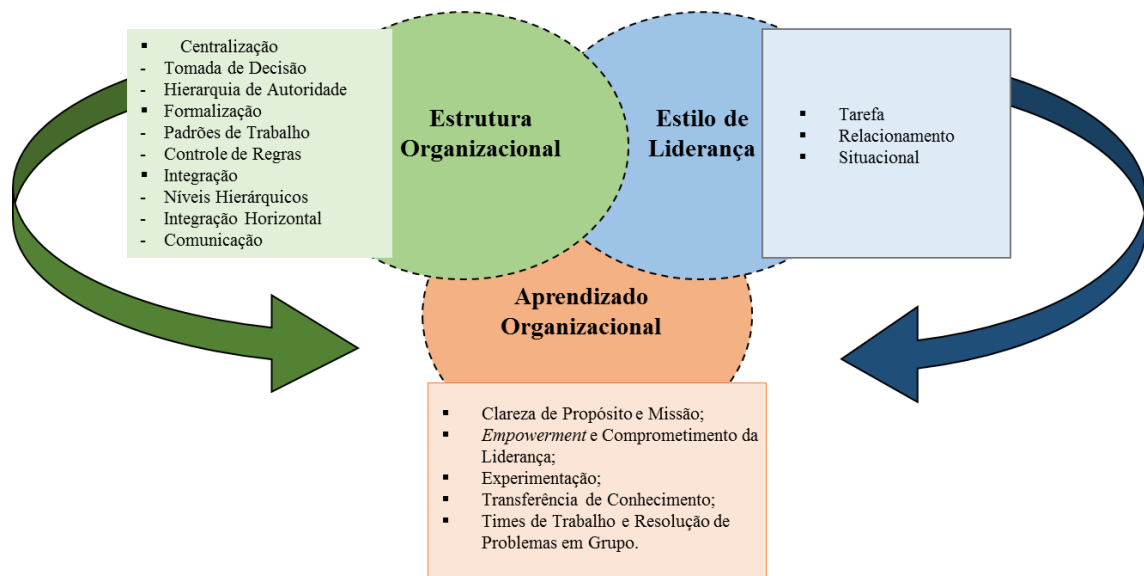 ▪ Centralização
- Tomada de Decisão
- Hierarquia de Autoridade
▪ Formalização
- Padrões de Trabalho
- Controle de Regras
▪ Integração
- Níveis Hierárquicos
- Integração Horizontal
- Comunicação
Estrutura
Organizacional
Estilo de
Liderança
▪ Tarefa
▪ Relacionamento
▪ Situacional
Aprendizado
Organizacional
▪ Clareza de Propósito e Missão;
▪ Empowerment e Comprometimento da
Liderança;
▪ Experimentação;
▪ Transferência de Conhecimento;
▪ Times de Trabalho e Resolução de
Problemas em Grupo.